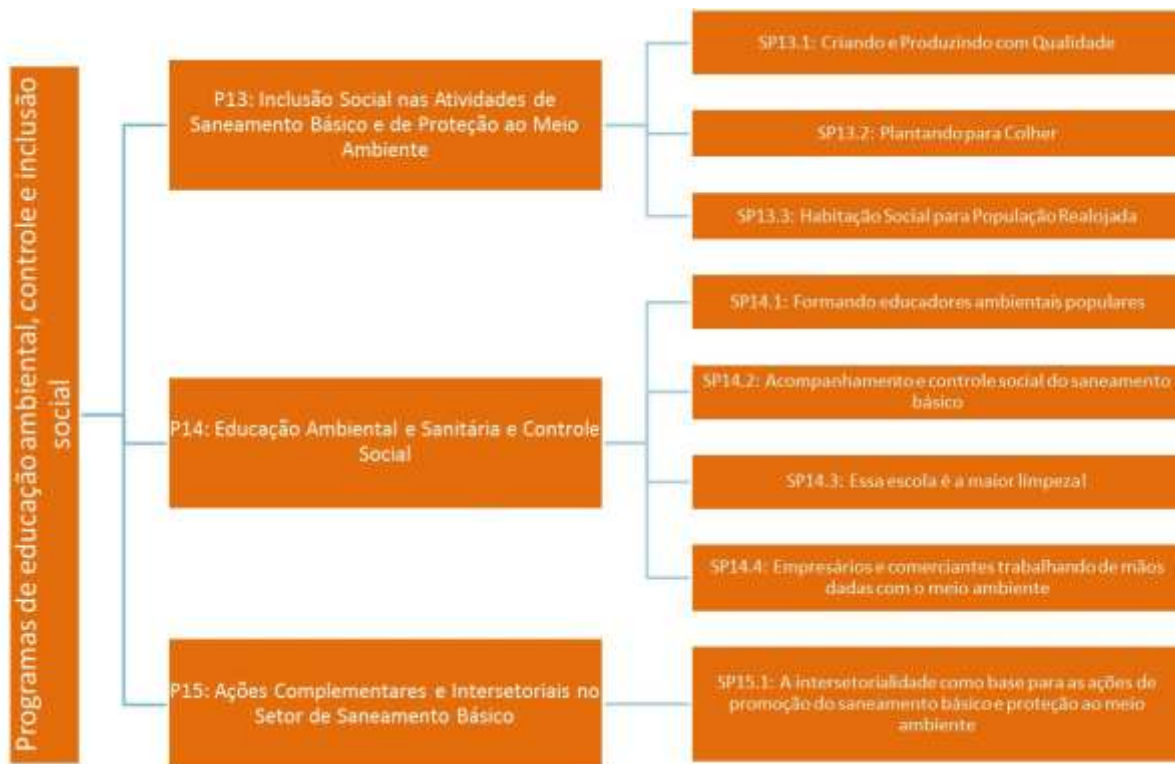 Programas de educação ambiental, controle e inclusão
social
P13: Inclusão Social nas Atividades de
Saneamento Básico e de Proteção ao Meio
Ambiente
SP13.1: Criando e Produzindo com Qualidade
SP13.2: Plantando para Colher
SP13.3: Habitação Social para População Realojada
P14: Educação Ambiental e Sanitária e Controle
Social
SP14.1: Formando educadores ambientais populares
SP14.2: Acompanhamento e controle social do saneamento
básico
SP14.3: Essa escola é a maior limpeza!
SP14.4: Empresários e comerciantes trabalhando de mãos
dadas com o meio ambiente
P15: Ações Complementares e Intersetoriais no
Setor de Saneamento Básico
SP15.1: A intersetorialidade como base para as ações de
promoção do saneamento básico e proteção ao meio
ambiente